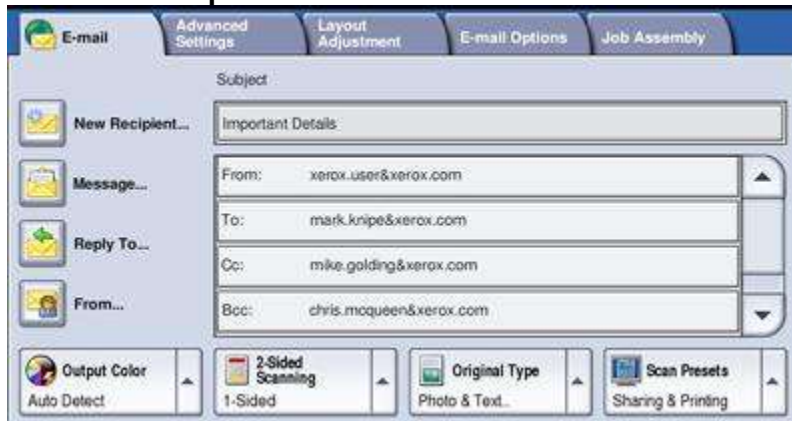 E-mail
Advanced Settings
Layout Adjustment
E-mail Options
Job Assembly
Subject
New Recipient...
Important Details
Message...
From: xerox.user&xerox.com
To: mark.knipe&xerox.com
Reply To...
Cc: mike.golding&xerox.com
From...
Bcc: chris.mcqueen&xerox.com
Output Color
Auto Detect
2-Sided
Scanning
1-Sided
Original Type
Photo & Text..
Scan Presets
Sharing & Printing